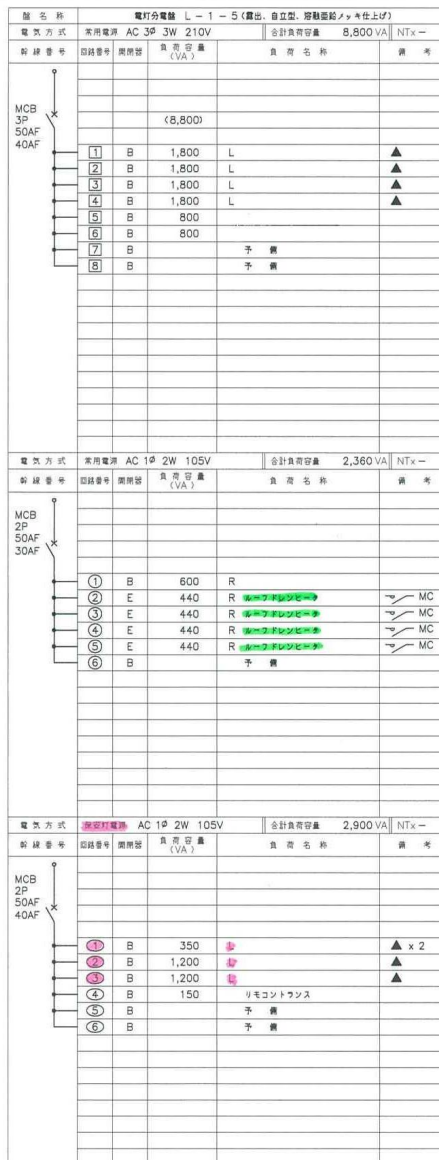 盤 名 称 電灯分電盤 L - 1 - 5(露出、自立型、溶融亜鉛メッキ仕上げ)
電 気 方 式 常用電源 AC 3Φ 3W 210V 合計負荷容量 8,800 VA NTx −
幹 線 番 号 回路番号 開閉器 負 荷 容 量 (VA) 負 荷 名 称 備 考
MCB
3P
50AF
40AF
(8,800)
1 B 1,800 L ▲
2 B 1,800 L ▲
3 B 1,800 L ▲
4 B 1,800 L ▲
5 B 800
6 B 800
7 B 予 備
8 B 予 備
電 気 方 式 常用電源 AC 1Φ 2W 105V 合計負荷容量 2,360 VA NTx −
幹 線 番 号 回路番号 開閉器 負 荷 容 量 (VA) 負 荷 名 称 備 考
MCB
2P
50AF
30AF
① B 600 R
② E 440 R ルーフドレンヒータ MC
③ E 440 R ルーフドレンヒータ MC
④ E 440 R ルーフドレンヒータ MC
⑤ E 440 R ルーフドレンヒータ MC
⑥ B 予 備
電 気 方 式 保安灯電源 AC 1Φ 2W 105V 合計負荷容量 2,900 VA NTx −
幹 線 番 号 回路番号 開閉器 負 荷 容 量 (VA) 負 荷 名 称 備 考
MCB
2P
50AF
40AF
① B 350 L ▲ x 2
② B 1,200 L ▲
③ B 1,200 L ▲
④ B 150 リモコントランス
⑤ B 予 備
⑥ B 予 備